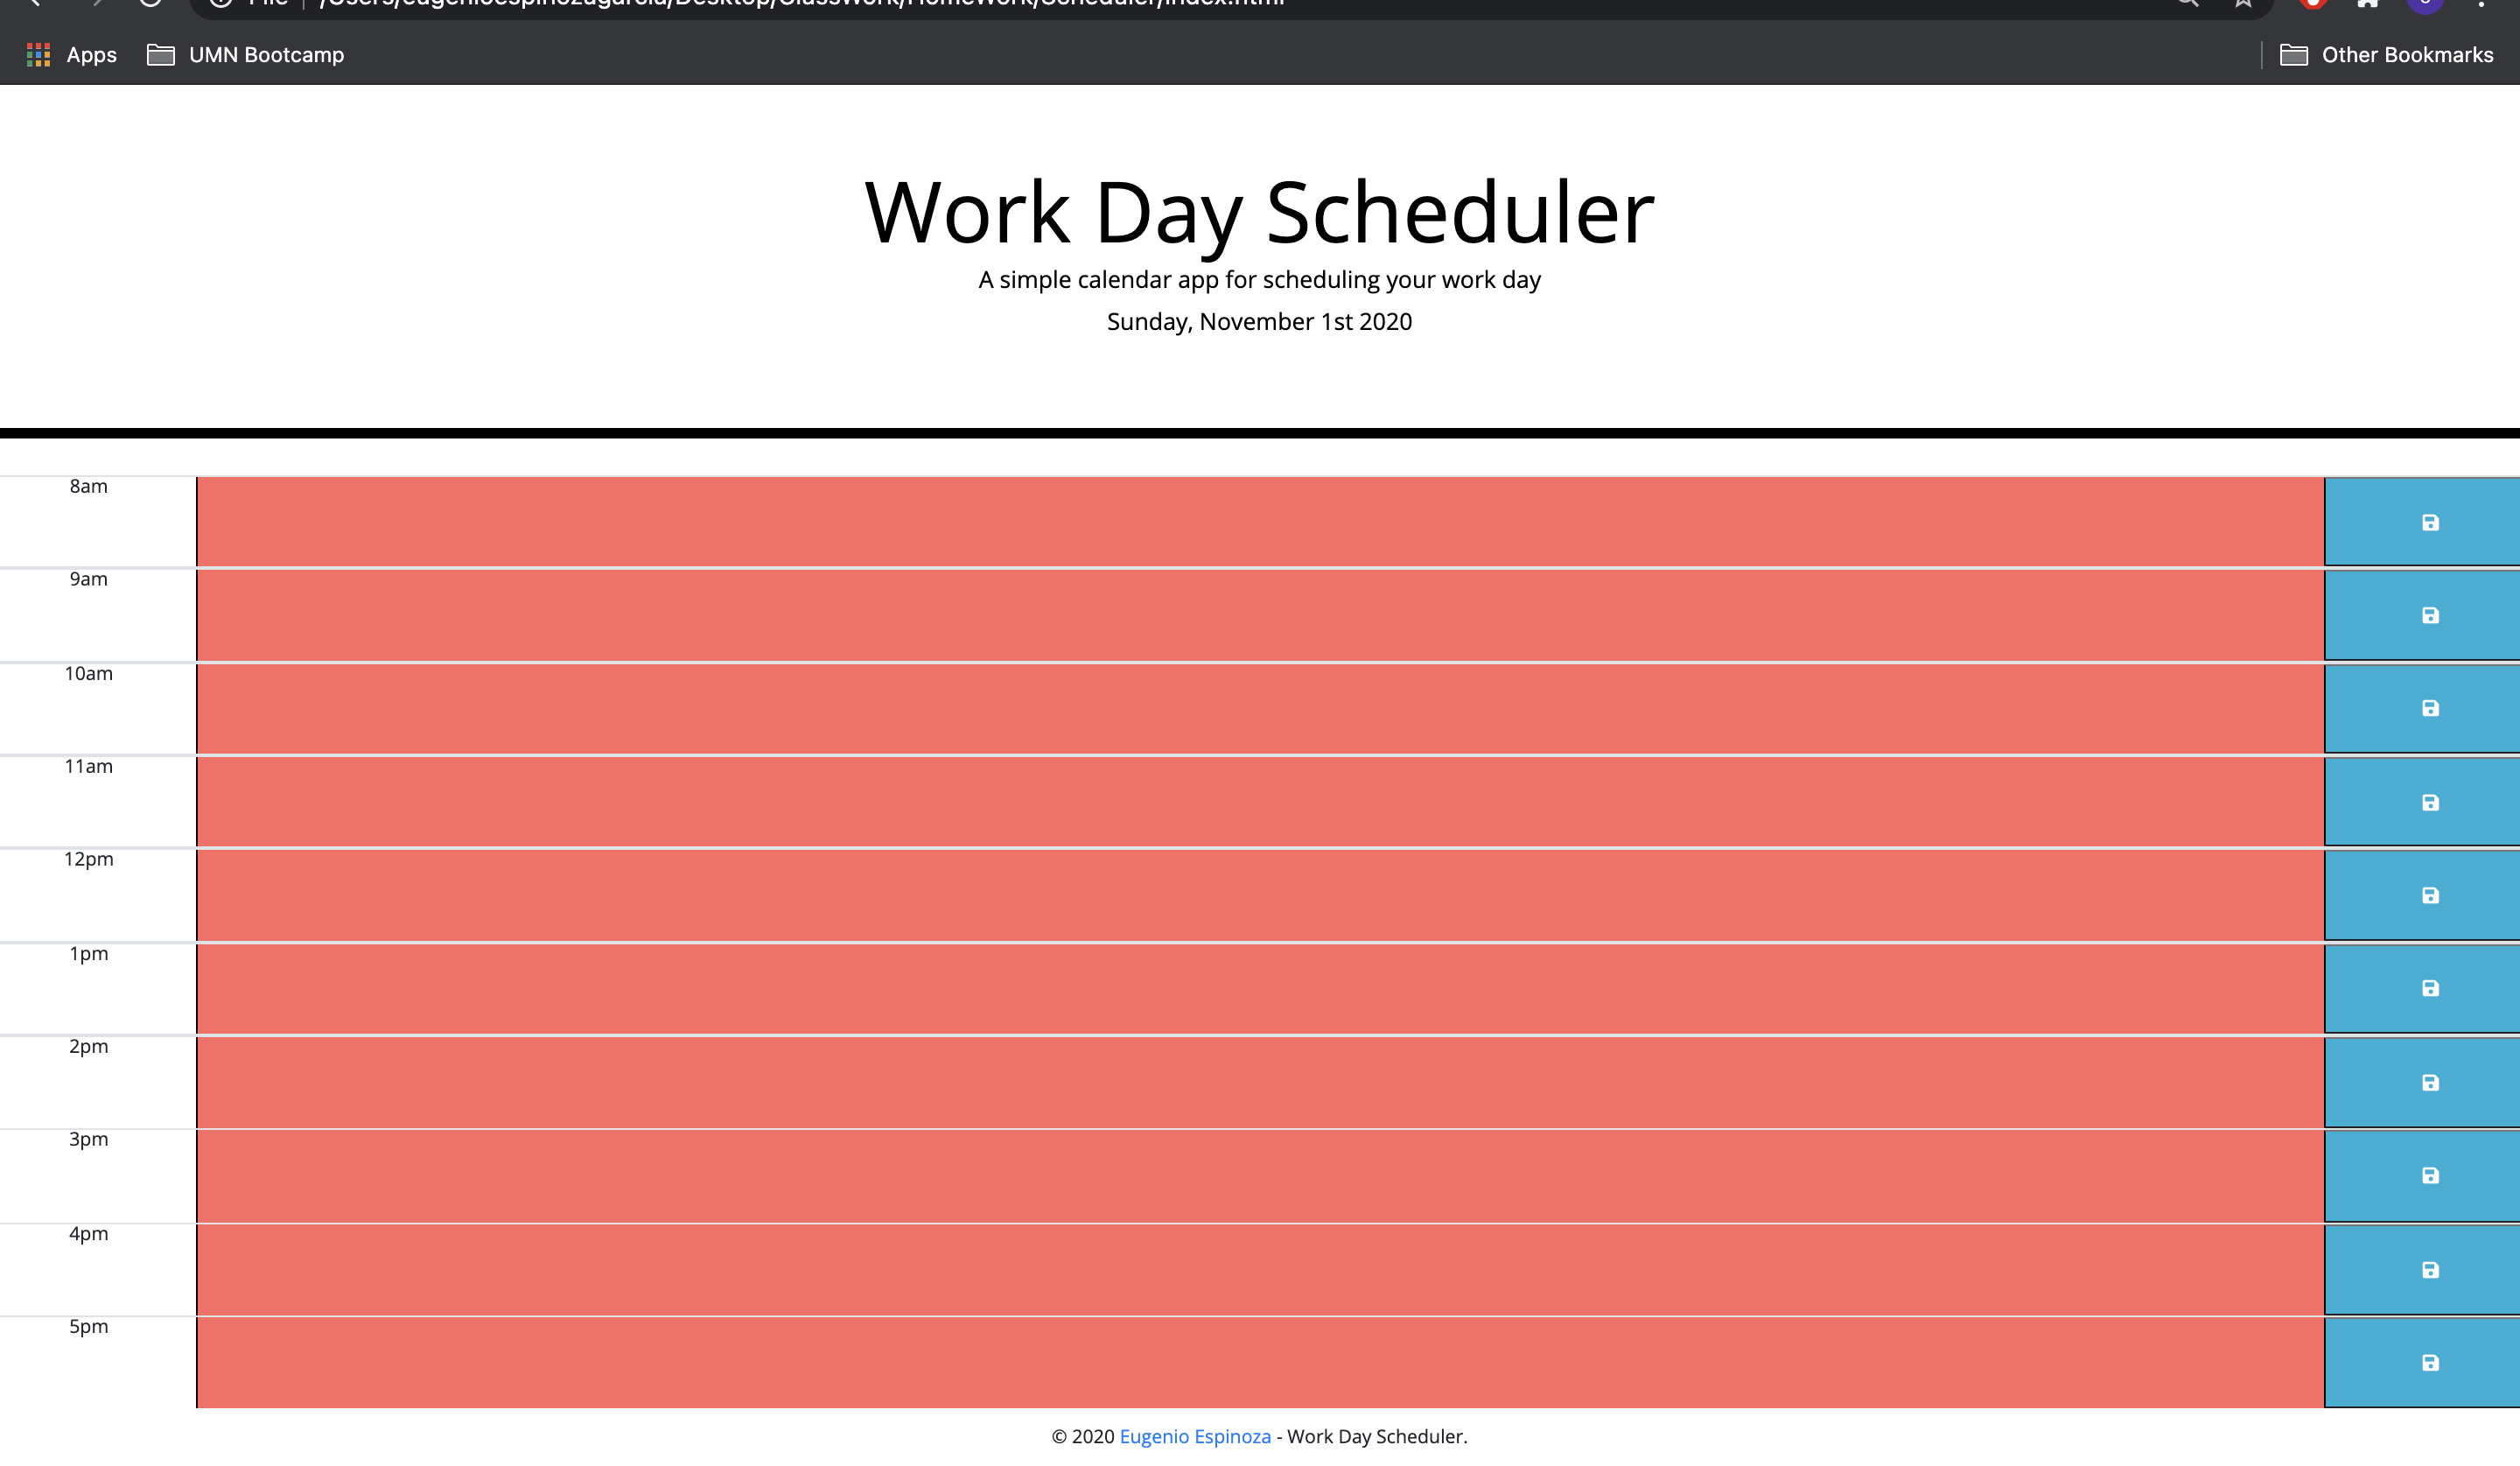 File | /Users/eugenioespinozagarcia/Desktop/ClassWork/HomeWork/Scheduler/index.html
Apps UMN Bootcamp Other Bookmarks
Work Day Scheduler
A simple calendar app for scheduling your work day
Sunday, November 1st 2020
8am
9am
10am
11am
12pm
1pm
2pm
3pm
4pm
5pm
© 2020 Eugenio Espinoza - Work Day Scheduler.